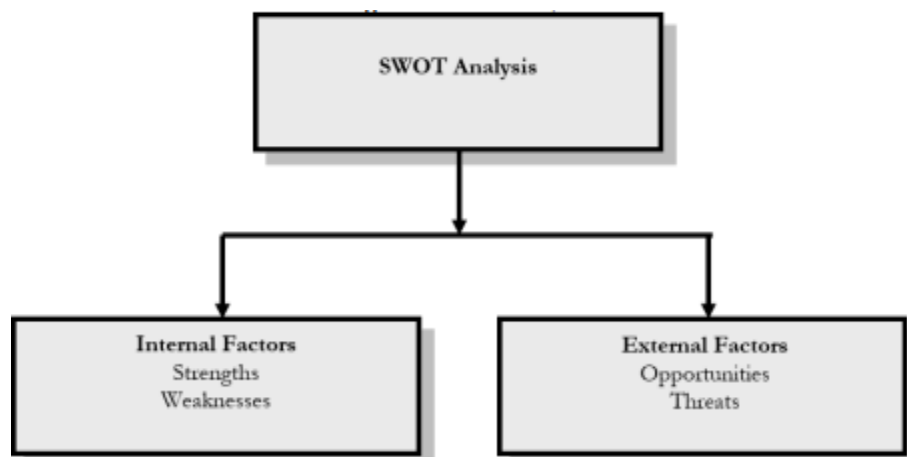 SWOT Analysis
Internal Factors
Strengths
Weaknesses
External Factors
Opportunities
Threats